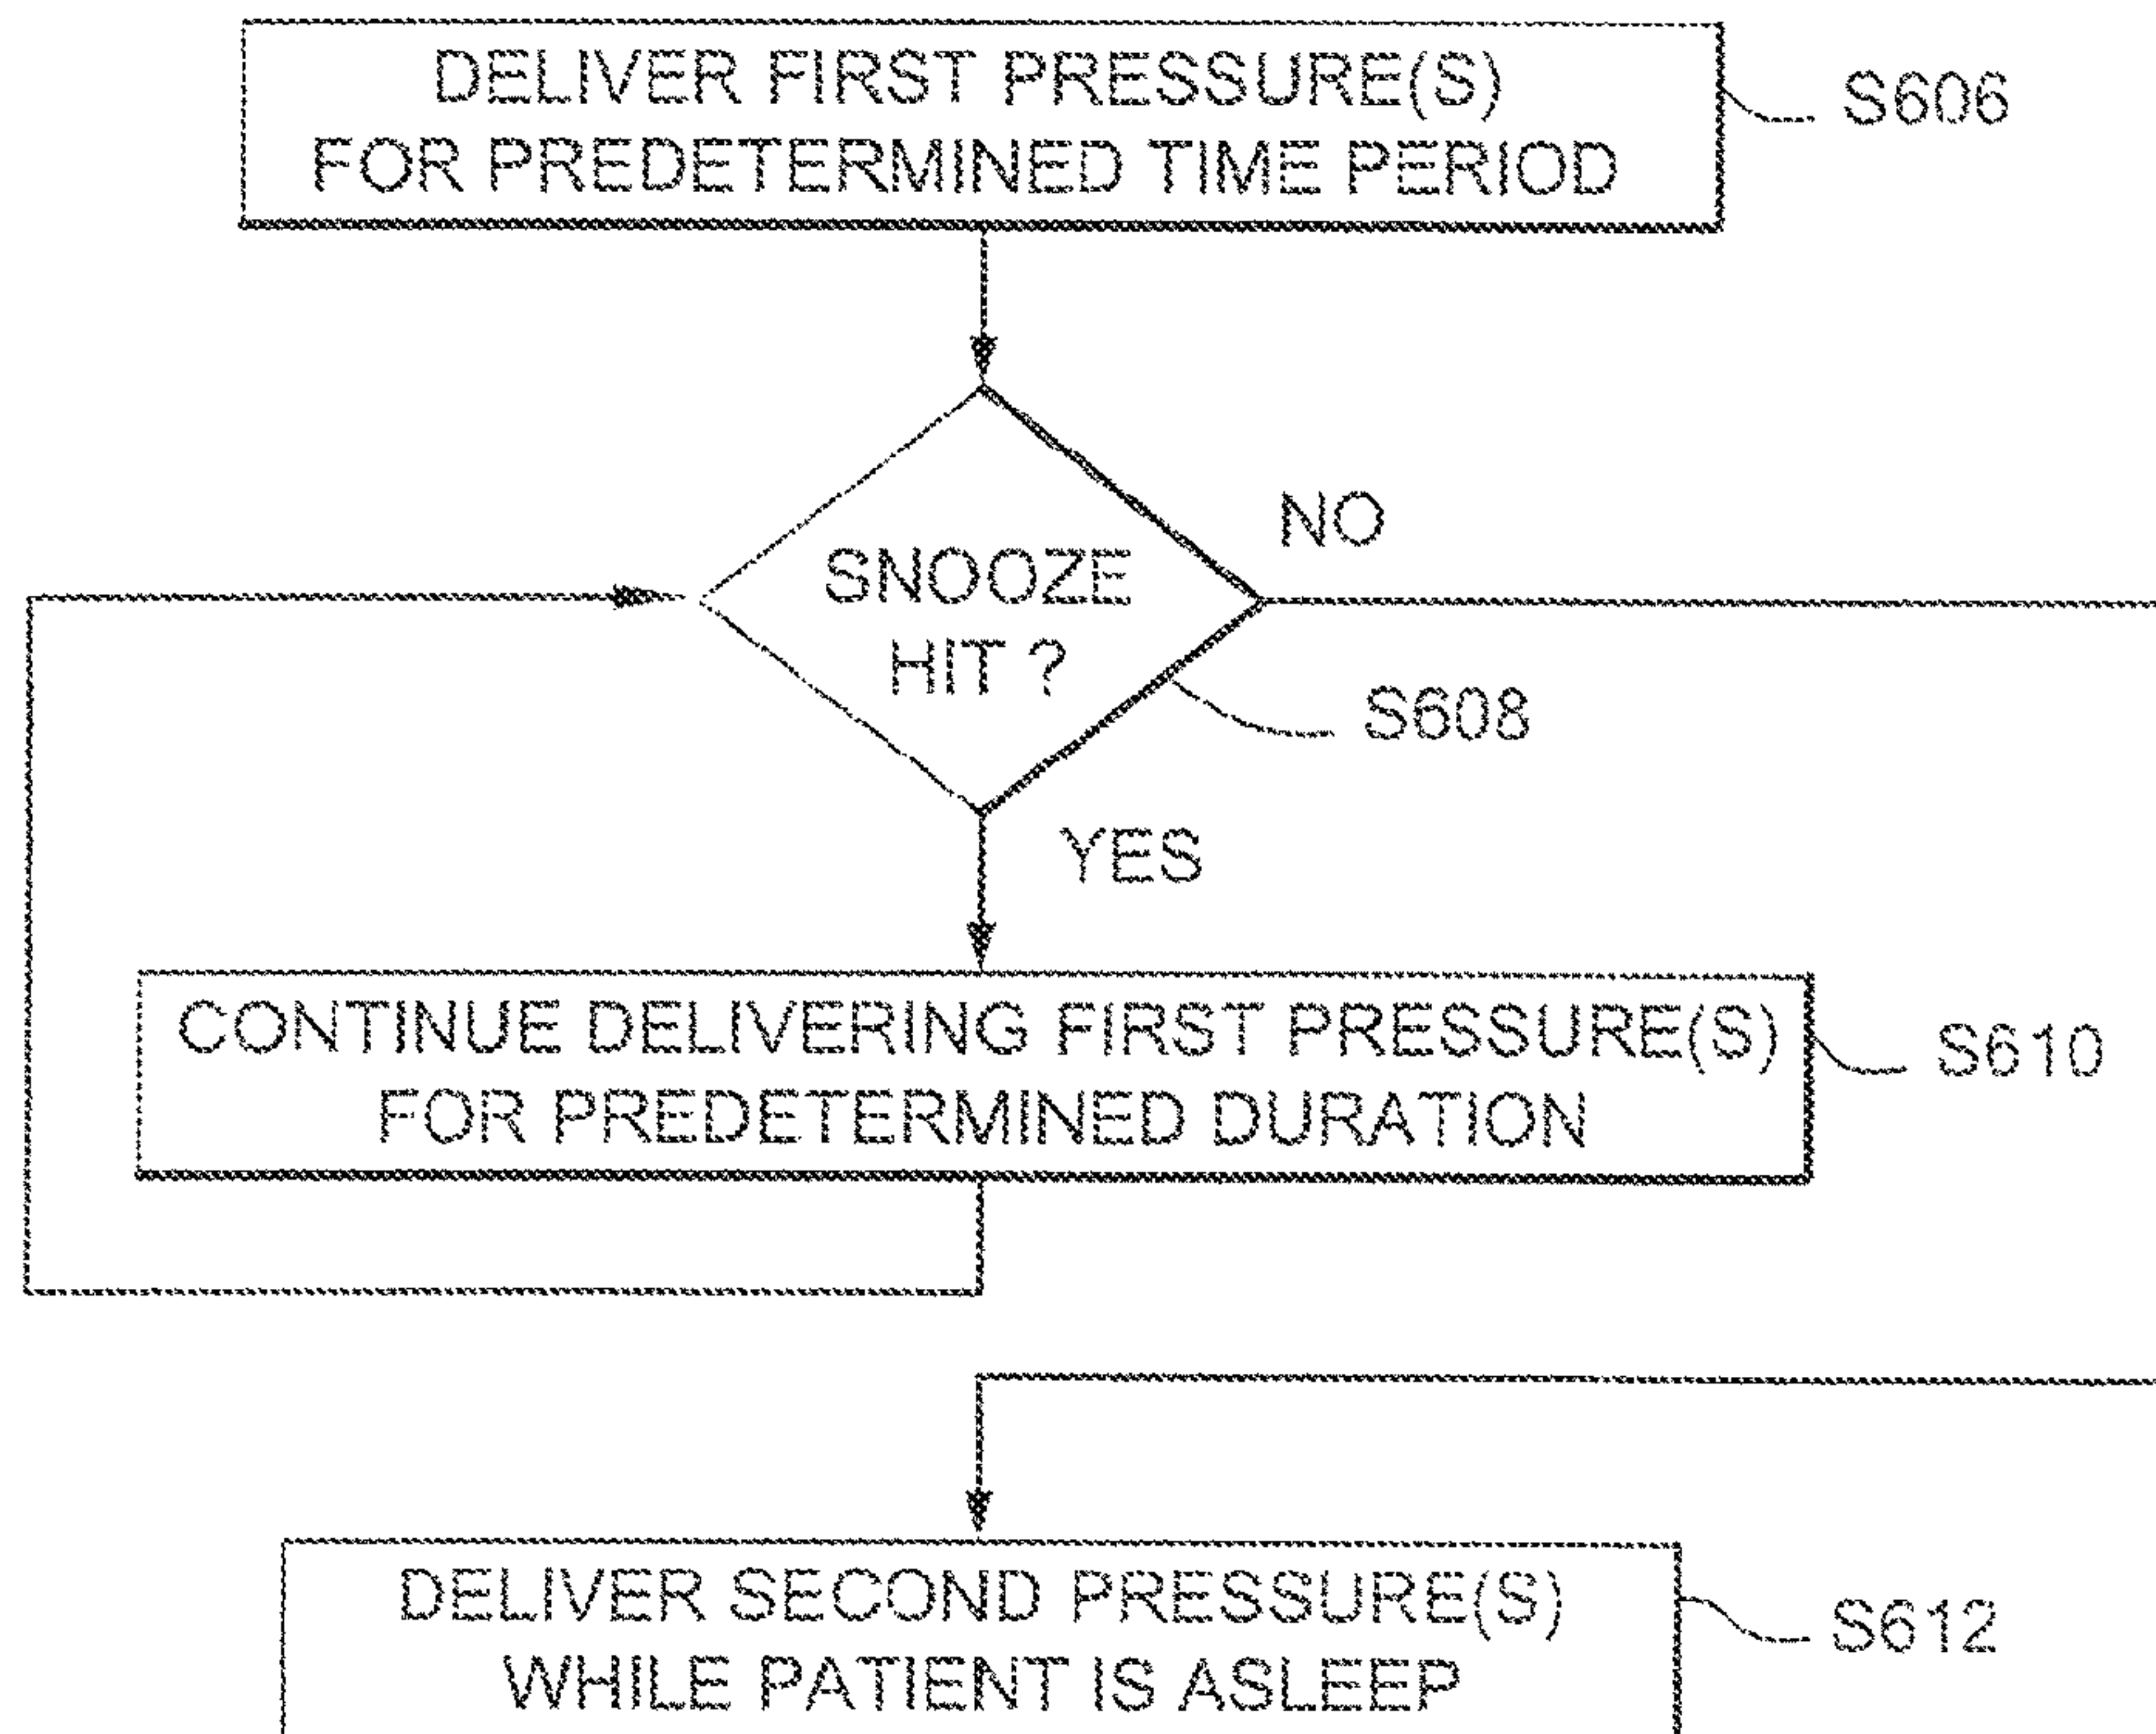 DELIVER FIRST PRESSURE(S)
FOR PREDETERMINED TIME PERIOD
S606
SNOOZE
HIT ?
NO
S608
YES
CONTINUE DELIVERING FIRST PRESSURE(S)
FOR PREDETERMINED DURATION
S610
DELIVER SECOND PRESSURE(S)
WHILE PATIENT IS ASLEEP
S612